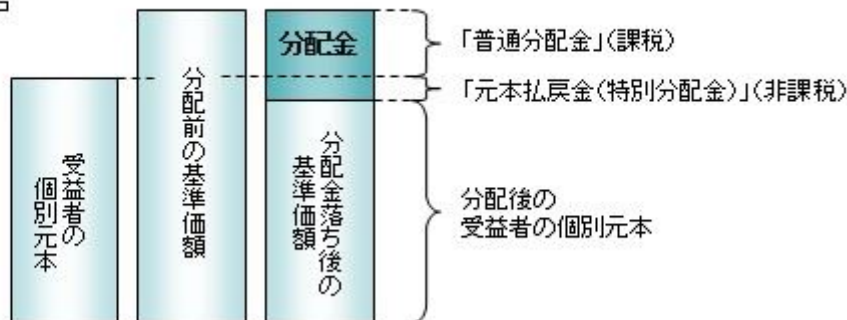 受益者の
個別元本
分配前の基準価額
分配金
分配金落ち後の
基準価額
「普通分配金」(課税)
「元本払戻金(特別分配金)」(非課税)
分配後の
受益者の個別元本